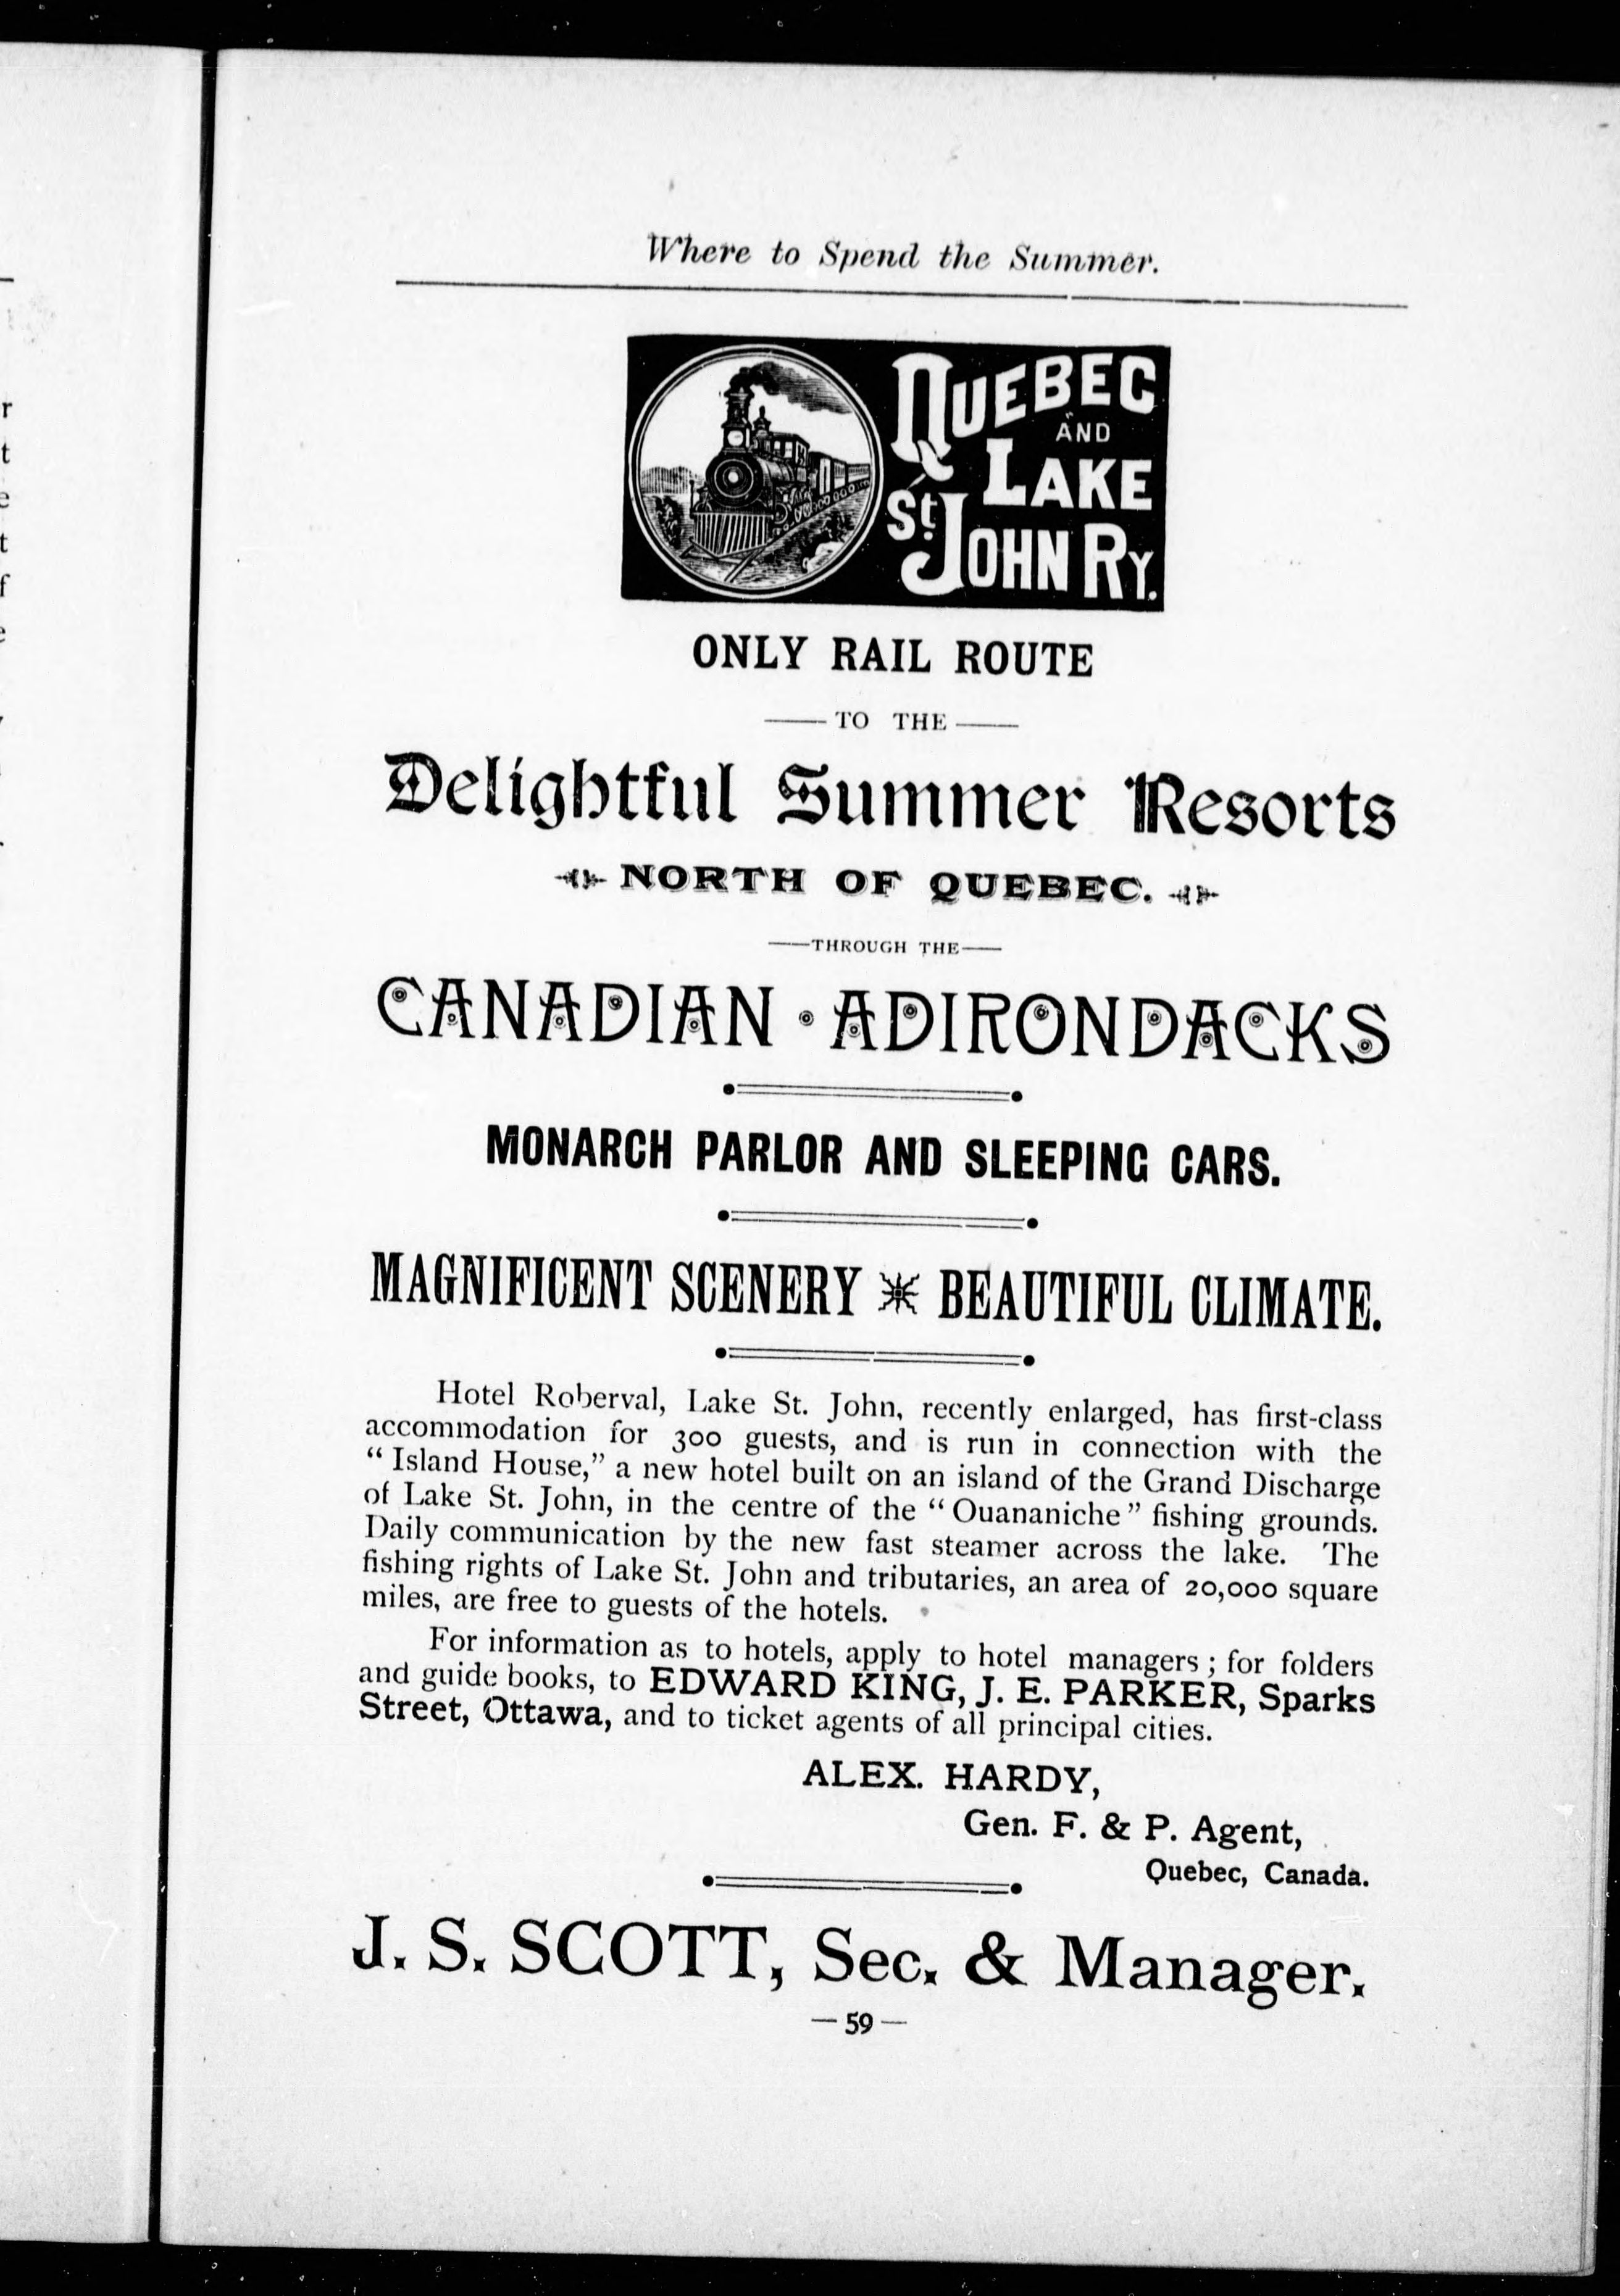 Where to Spend the Summer.
QUEBEC
AND
LAKE
St. JOHN RY.
ONLY RAIL ROUTE
TO THE
Delightful Summer Resorts
NORTH OF QUEBEC.
THROUGH THE
CANADIAN • ADIRONDACKS
MONARCH PARLOR AND SLEEPING CARS.
MAGNIFICENT SCENERY BEAUTIFUL CLIMATE.
Hotel Roberval, Lake St. John, recently enlarged, has first-class
accommodation for 300 guests, and is run in connection with the
“Island House,” a new hotel built on an island of the Grand Discharge
of Lake St. John, in the centre of the “Ouananiche” fishing grounds.
Daily communication by the new fast steamer across the lake. The
fishing rights of Lake St. John and tributaries, an area of 20,000 square
miles, are free to guests of the hotels.
For information as to hotels, apply to hotel managers; for folders
and guide books, to EDWARD KING, J. E. PARKER, Sparks
Street, Ottawa, and to ticket agents of all principal cities.
ALEX. HARDY,
Gen. F. & P. Agent,
Quebec, Canada.
J. S. SCOTT, Sec. & Manager.
— 59 —